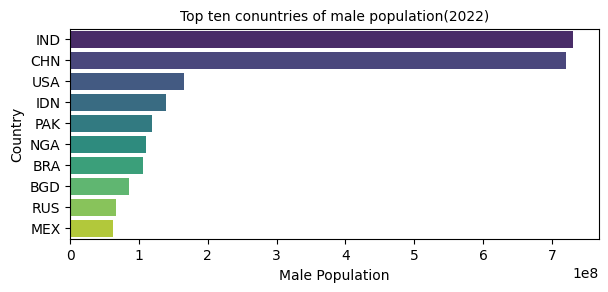 Top ten conuntries of male population(2022)
Country
IND
CHN
USA
IDN
PAK
NGA
BRA
BGD
RUS
MEX
0 1 2 3 4 5 6 7
1e8
Male Population